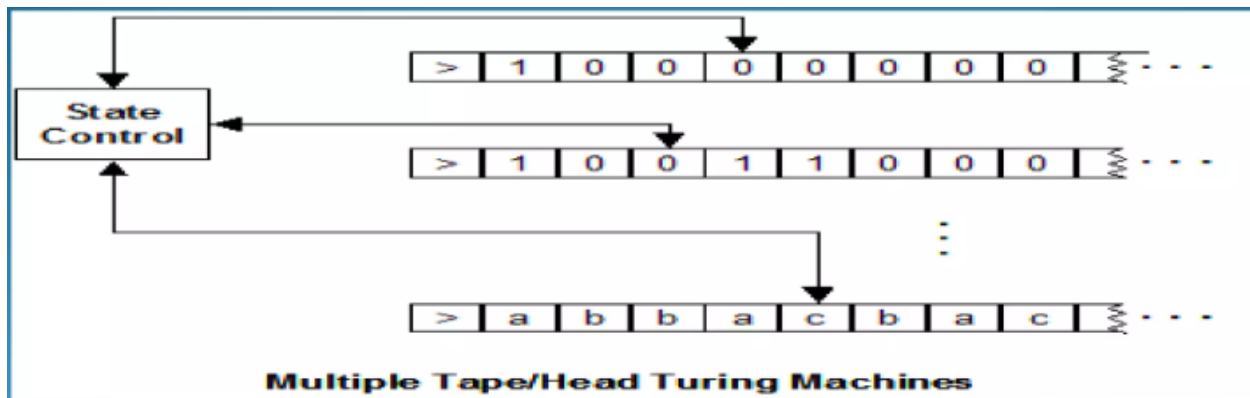 > 1 0 0 0 0 0 0 0 - - -
State
Control
> 1 0 0 1 1 0 0 0 - - -
> a b b a c b a c - - -
Multiple Tape/Head Turing Machines